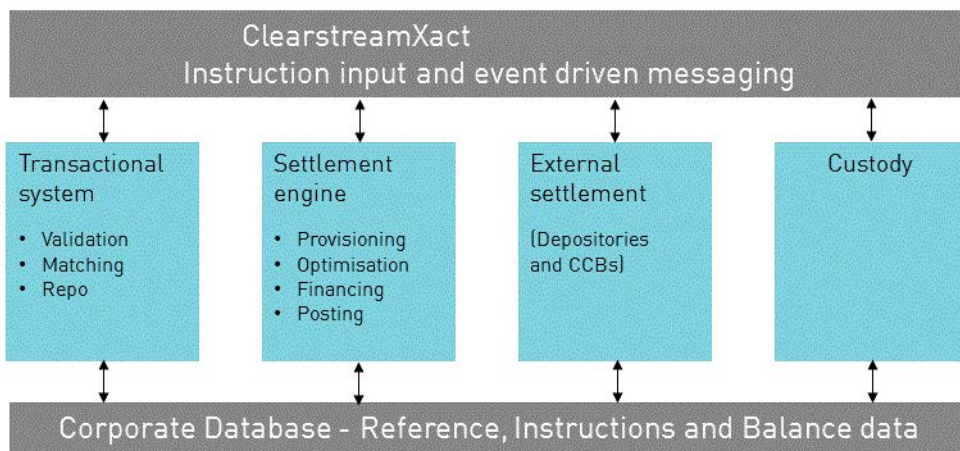 ClearstreamXact
Instruction input and event driven messaging
Transactional
system
• Validation
• Matching
• Repo
Settlement
engine
• Provisioning
• Optimisation
• Financing
• Posting
External
settlement
(Depositories
and CCBs)
Custody
Corporate Database - Reference, Instructions and Balance data